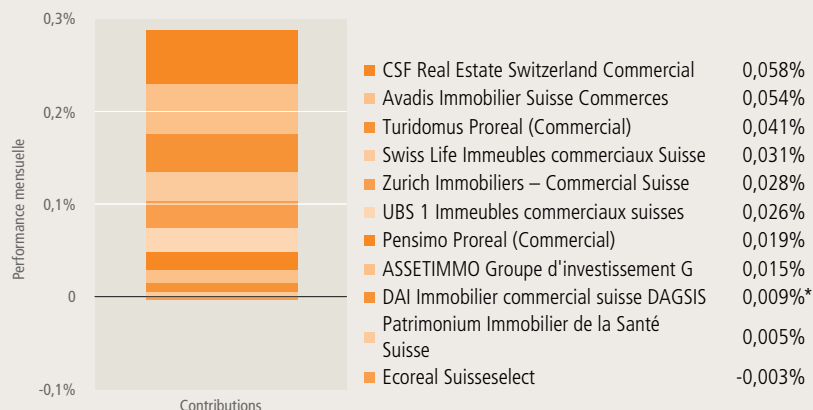 0,3%
0,2%
0,1%
0
-0,1%
Performance mensuelle
Contributions
CSF Real Estate Switzerland Commercial 0,058%
Avadis Immobilier Suisse Commerces 0,054%
Turidomus Proreal (Commercial) 0,041%
Swiss Life Immeubles commerciaux Suisse 0,031%
Zurich Immobiliers – Commercial Suisse 0,028%
UBS 1 Immeubles commerciaux suisses 0,026%
Pensimo Proreal (Commercial) 0,019%
ASSETIMMO Groupe d'investissement G 0,015%
DAI Immobilier commercial suisse DAGSIS 0,009%*
Patrimonium Immobilier de la Santé
Suisse 0,005%
Ecoreal Suisseselect -0,003%